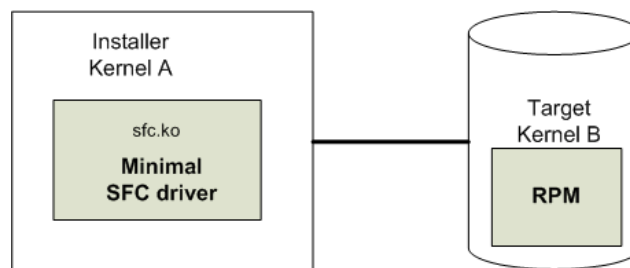 Installer
Kernel A
sfc.ko
Minimal
SFC driver
Target
Kernel B
RPM